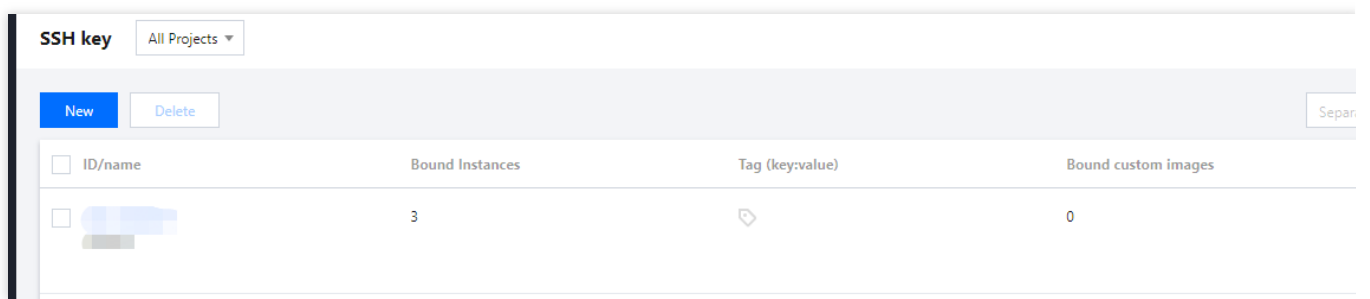 SSH key All Projects
New Delete
ID/name Bound Instances Tag (key:value) Bound custom images
3 0